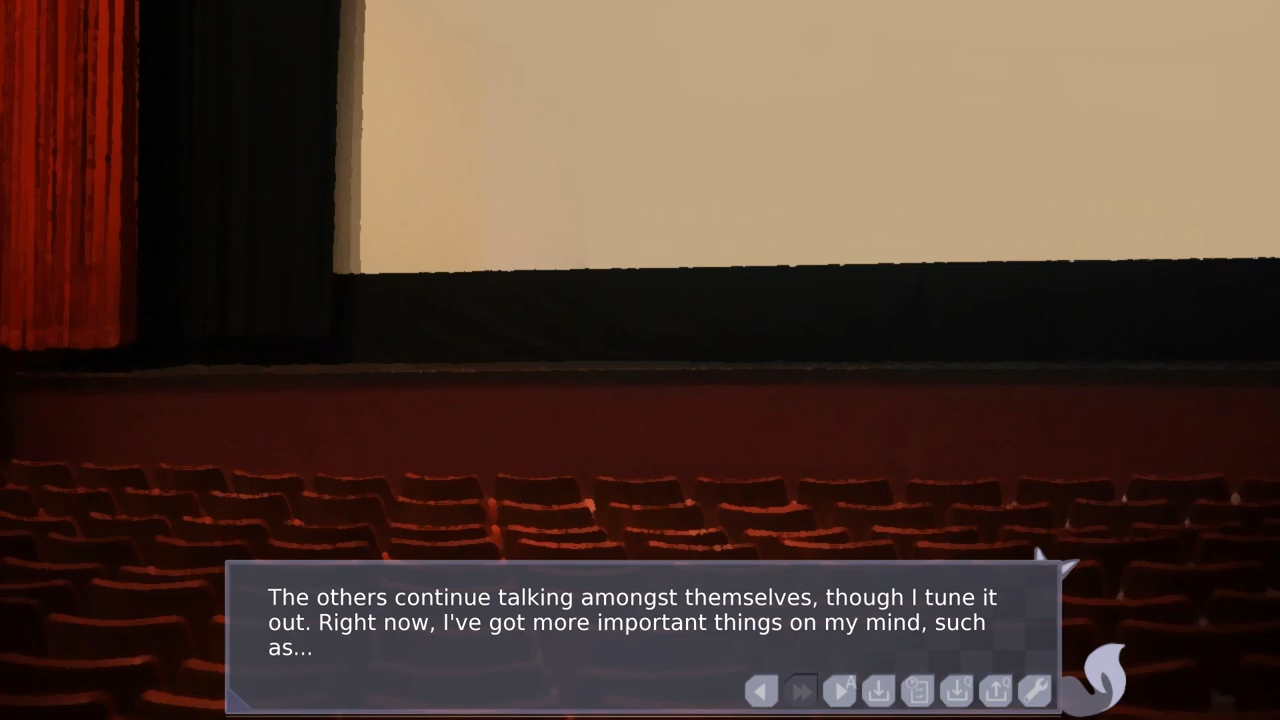 The others continue talking amongst themselves, though I tune it
out. Right now, I've got more important things on my mind, such
as...
A